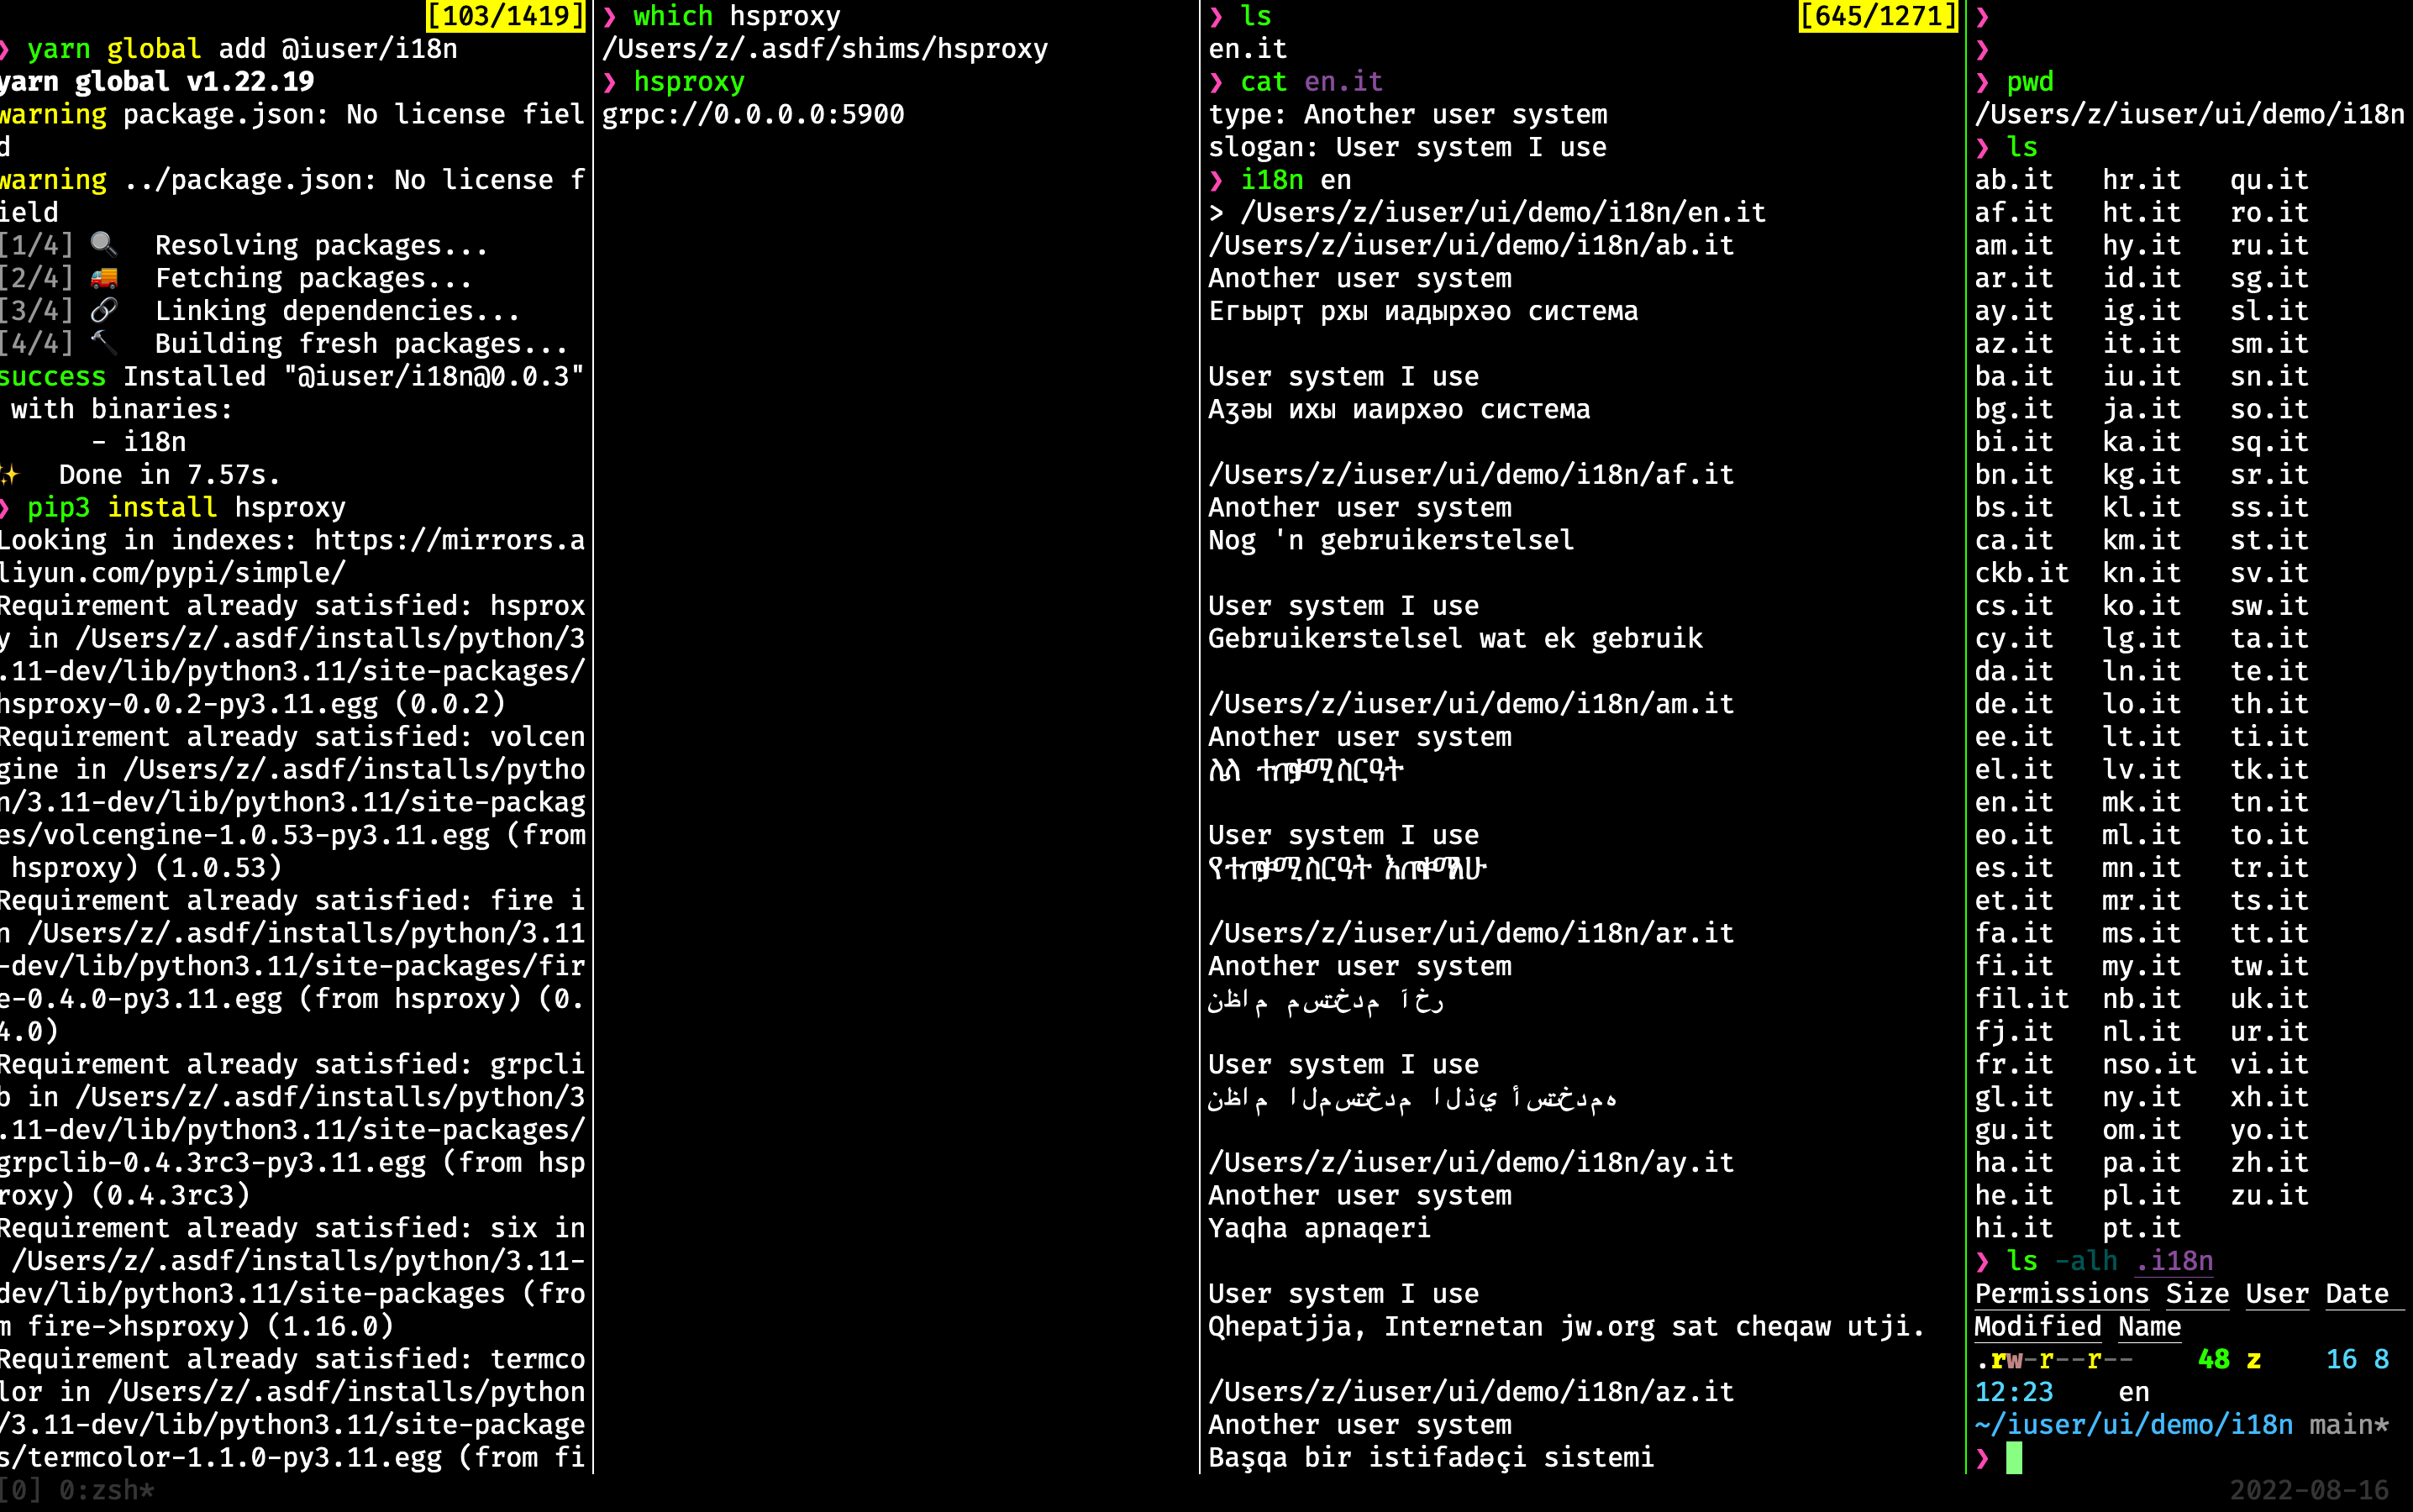 [103/1419]
❯ yarn global add @iuser/i18n
yarn global v1.22.19
warning package.json: No license fiel
d
warning ../package.json: No license f
ield
[1/4] 🔍 Resolving packages...
[2/4] 🚚 Fetching packages...
[3/4] 🔗 Linking dependencies...
[4/4] 🔨 Building fresh packages...
success Installed "@iuser/i18n@0.0.3"
with binaries:
- i18n
✨ Done in 7.57s.
❯ pip3 install hsproxy
Looking in indexes: https://mirrors.a
liyun.com/pypi/simple/
Requirement already satisfied: hsprox
y in /Users/z/.asdf/installs/python/3
.11-dev/lib/python3.11/site-packages/
hsproxy-0.0.2-py3.11.egg (0.0.2)
Requirement already satisfied: volcen
gine in /Users/z/.asdf/installs/pytho
n/3.11-dev/lib/python3.11/site-packag
es/volcengine-1.0.53-py3.11.egg (from
hsproxy) (1.0.53)
Requirement already satisfied: fire i
n /Users/z/.asdf/installs/python/3.11
-dev/lib/python3.11/site-packages/fir
e-0.4.0-py3.11.egg (from hsproxy) (0.
4.0)
Requirement already satisfied: grpcli
b in /Users/z/.asdf/installs/python/3
.11-dev/lib/python3.11/site-packages/
grpclib-0.4.3rc3-py3.11.egg (from hsp
roxy) (0.4.3rc3)
Requirement already satisfied: six in
/Users/z/.asdf/installs/python/3.11-
dev/lib/python3.11/site-packages (fro
m fire->hsproxy) (1.16.0)
Requirement already satisfied: termco
lor in /Users/z/.asdf/installs/python
/3.11-dev/lib/python3.11/site-package
s/termcolor-1.1.0-py3.11.egg (from fi
❯ which hsproxy
/Users/z/.asdf/shims/hsproxy
❯ hsproxy
grpc://0.0.0.0:5900
❯ ls [645/1271]
en.it
❯ cat en.it
type: Another user system
slogan: User system I use
❯ i18n en
> /Users/z/iuser/ui/demo/i18n/en.it
/Users/z/iuser/ui/demo/i18n/ab.it
Another user system
Егьырҭ рхы иадырхәо система

User system I use
Аӡәы ихы иаирхәо система

/Users/z/iuser/ui/demo/i18n/af.it
Another user system
Nog 'n gebruikerstelsel

User system I use
Gebruikerstelsel wat ek gebruik

/Users/z/iuser/ui/demo/i18n/am.it
Another user system
ሌላ ተጠቃሚ ስርዓት

User system I use
የተጠቃሚ ስርዓት እጠቀማለሁ

/Users/z/iuser/ui/demo/i18n/ar.it
Another user system
نظام مستخدم آخر

User system I use
نظام المستخدم الذي أستخدمه

/Users/z/iuser/ui/demo/i18n/ay.it
Another user system
Yaqha apnaqeri

User system I use
Qhepatjja, Internetan jw.org sat cheqaw utji.

/Users/z/iuser/ui/demo/i18n/az.it
Another user system
Başqa bir istifadəçi sistemi
❯
❯
❯ pwd
/Users/z/iuser/ui/demo/i18n
❯ ls
ab.it hr.it qu.it
af.it ht.it ro.it
am.it hy.it ru.it
ar.it id.it sg.it
ay.it ig.it sl.it
az.it it.it sm.it
ba.it iu.it sn.it
bg.it ja.it so.it
bi.it ka.it sq.it
bn.it kg.it sr.it
bs.it kl.it ss.it
ca.it km.it st.it
ckb.it kn.it sv.it
cs.it ko.it sw.it
cy.it lg.it ta.it
da.it ln.it te.it
de.it lo.it th.it
ee.it lt.it ti.it
el.it lv.it tk.it
en.it mk.it tn.it
eo.it ml.it to.it
es.it mn.it tr.it
et.it mr.it ts.it
fa.it ms.it tt.it
fi.it my.it tw.it
fil.it nb.it uk.it
fj.it nl.it ur.it
fr.it nso.it vi.it
gl.it ny.it xh.it
gu.it om.it yo.it
ha.it pa.it zh.it
he.it pl.it zu.it
hi.it pt.it
❯ ls -alh .i18n
Permissions Size User Date
Modified Name
.rw-r--r-- 48 z 16 8
12:23 en
~/iuser/ui/demo/i18n main*
❯
[0] 0:zsh* 2022-08-16